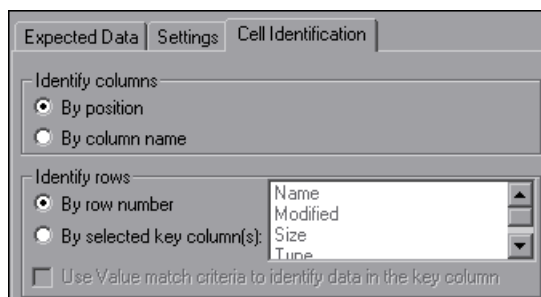 Expected Data Settings Cell Identification
Identify columns
By position
By column name
Identify rows
By row number
By selected key column(s):
Name
Modified
Size
Type
Use Value match criteria to identify data in the key column